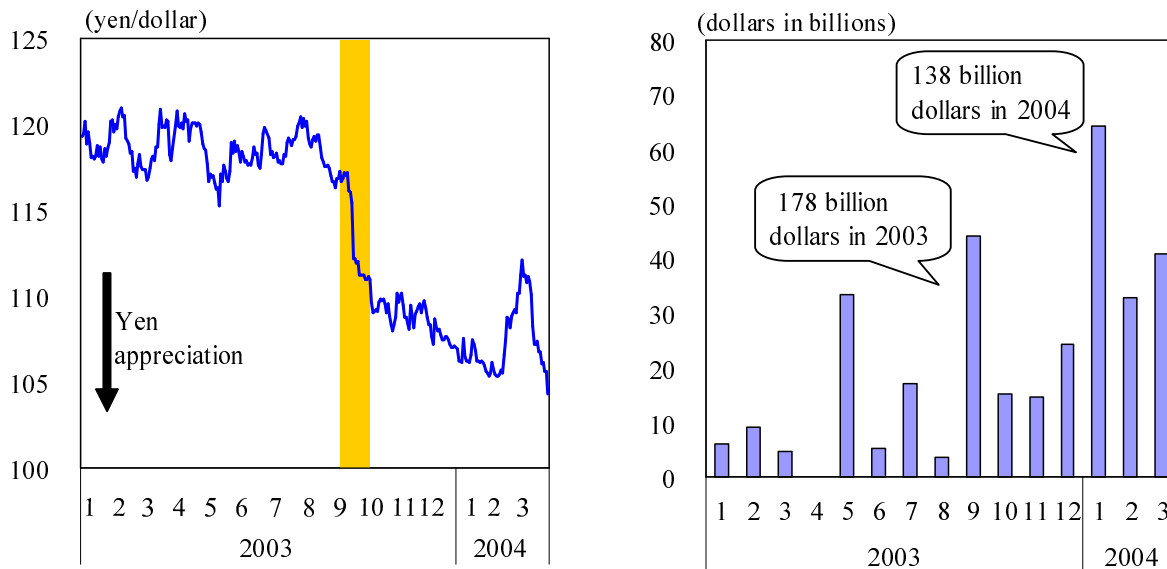 (yen/dollar)
125
120
115
110
105
100
Yen
appreciation
1 2 3 4 5 6 7 8 9 10 11 12 1 2 3
2003 2004
(dollars in billions)
80
70
60
50
40
30
20
10
0
138 billion
dollars in 2004
178 billion
dollars in 2003
1 2 3 4 5 6 7 8 9 10 11 12 1 2 3
2003 2004